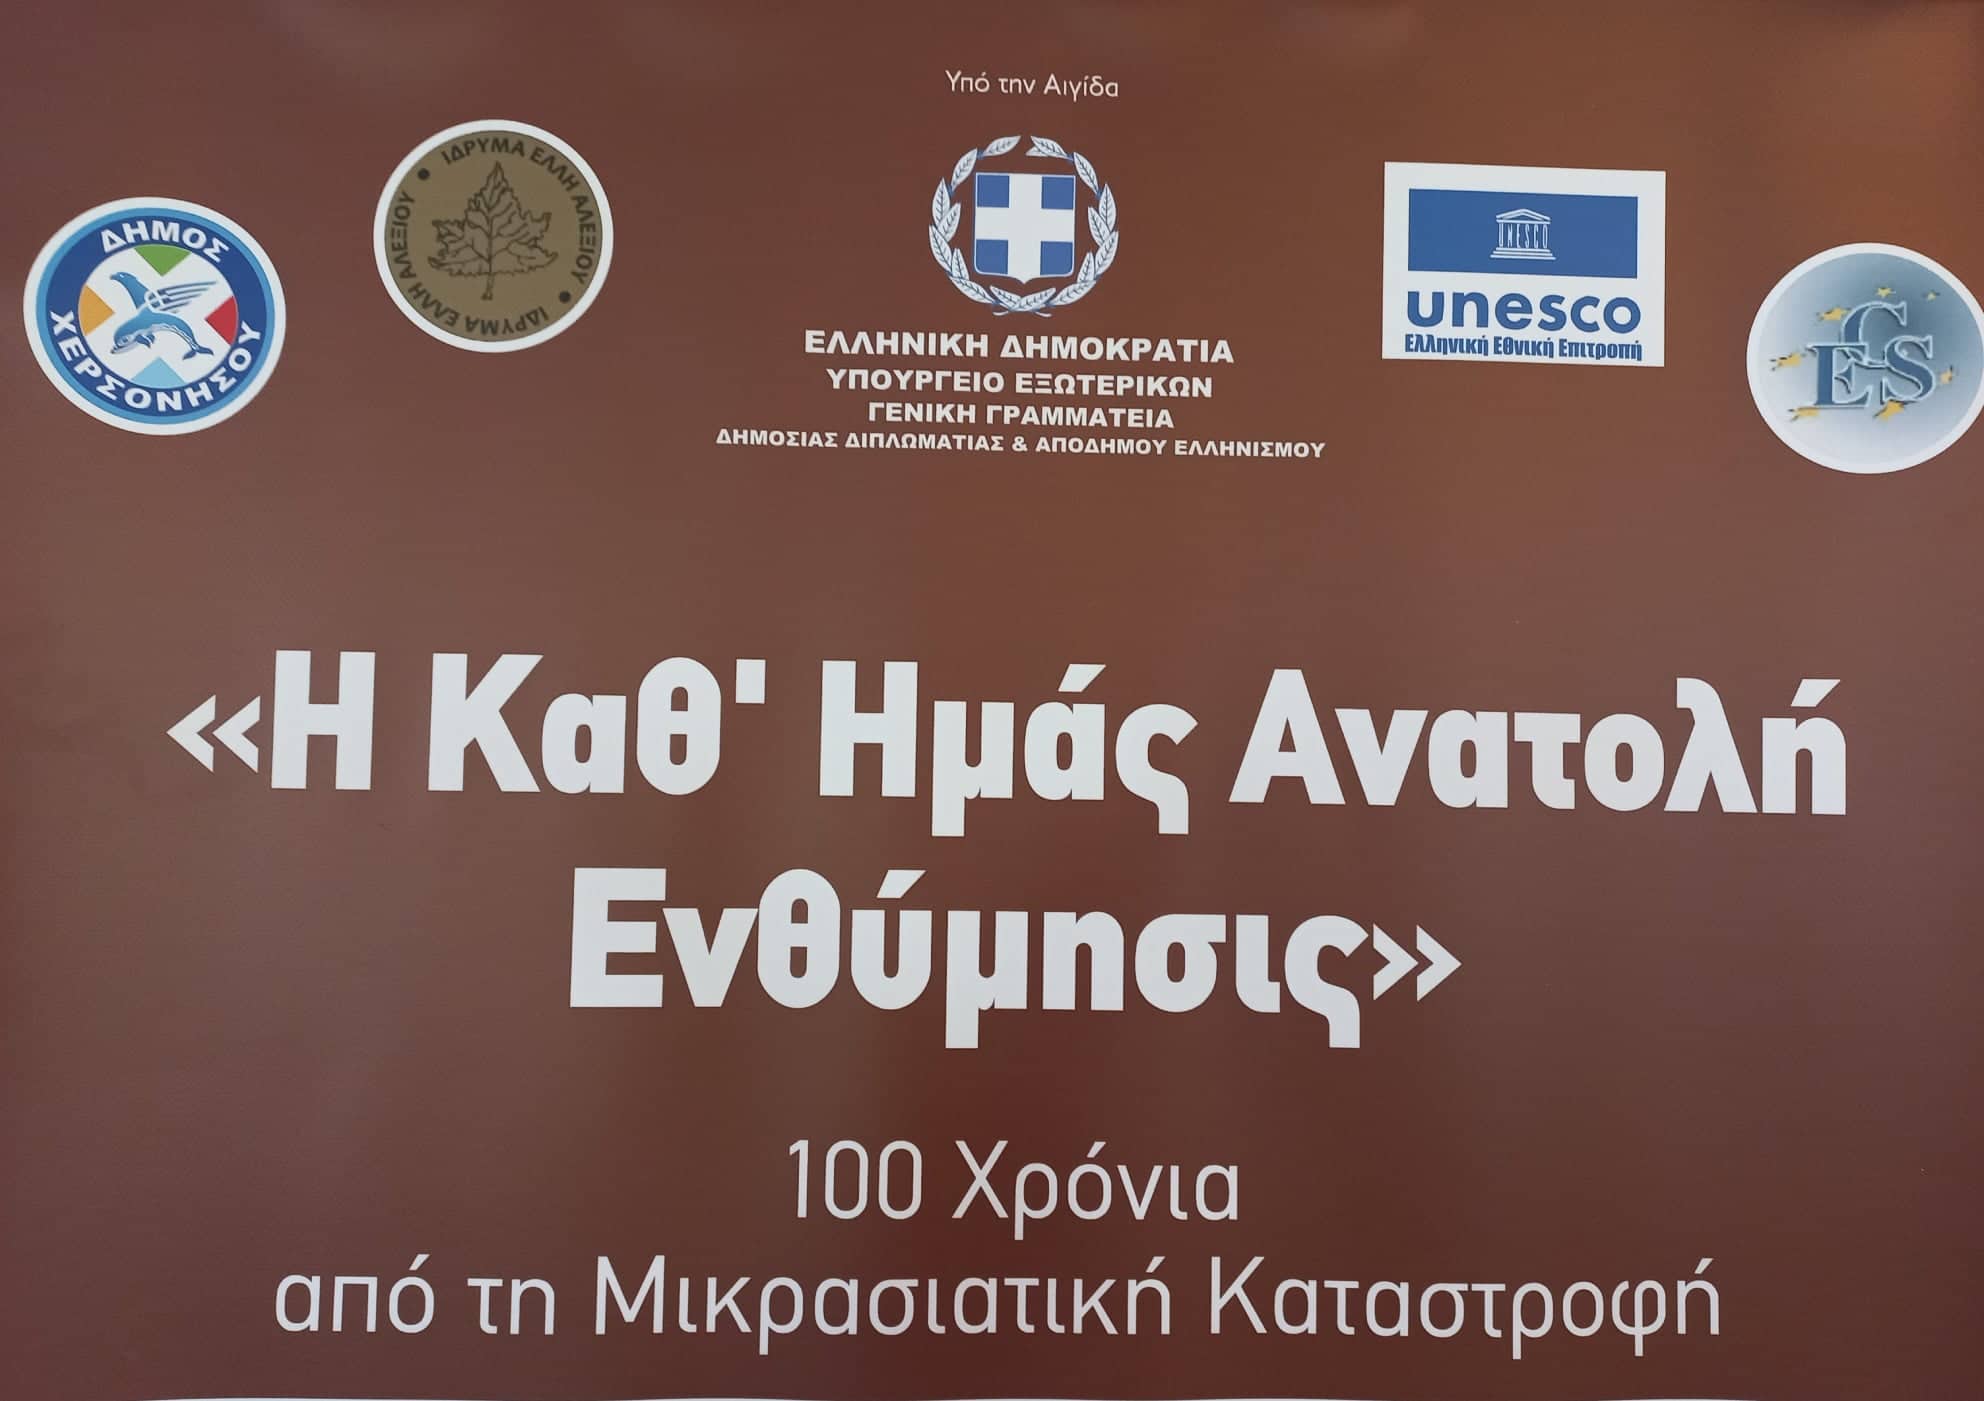 Υπό την Αιγίδα
ΔΗΜΟΣ
ΧΕΡΣΟΝΗΣΟΥ
ΙΔΡΥΜΑ ΕΛΛΗ ΑΛΕΞΙΟΥ
ΙΔΡΥΜΑ ΕΛΛΗ ΑΛΕΞΙΟΥ
ΕΛΛΗΝΙΚΗ ΔΗΜΟΚΡΑΤΙΑ
ΥΠΟΥΡΓΕΙΟ ΕΞΩΤΕΡΙΚΩΝ
ΓΕΝΙΚΗ ΓΡΑΜΜΑΤΕΙΑ
ΔΗΜΟΣΙΑΣ ΔΙΠΛΩΜΑΤΙΑΣ & ΑΠΟΔΗΜΟΥ ΕΛΛΗΝΙΣΜΟΥ
UNESCO
unesco
Ελληνική Εθνική Επιτροπή
ECS
«Η Καθ' Ημάς Ανατολή
Ενθύμησις»
100 Χρόνια
από τη Μικρασιατική Καταστροφή